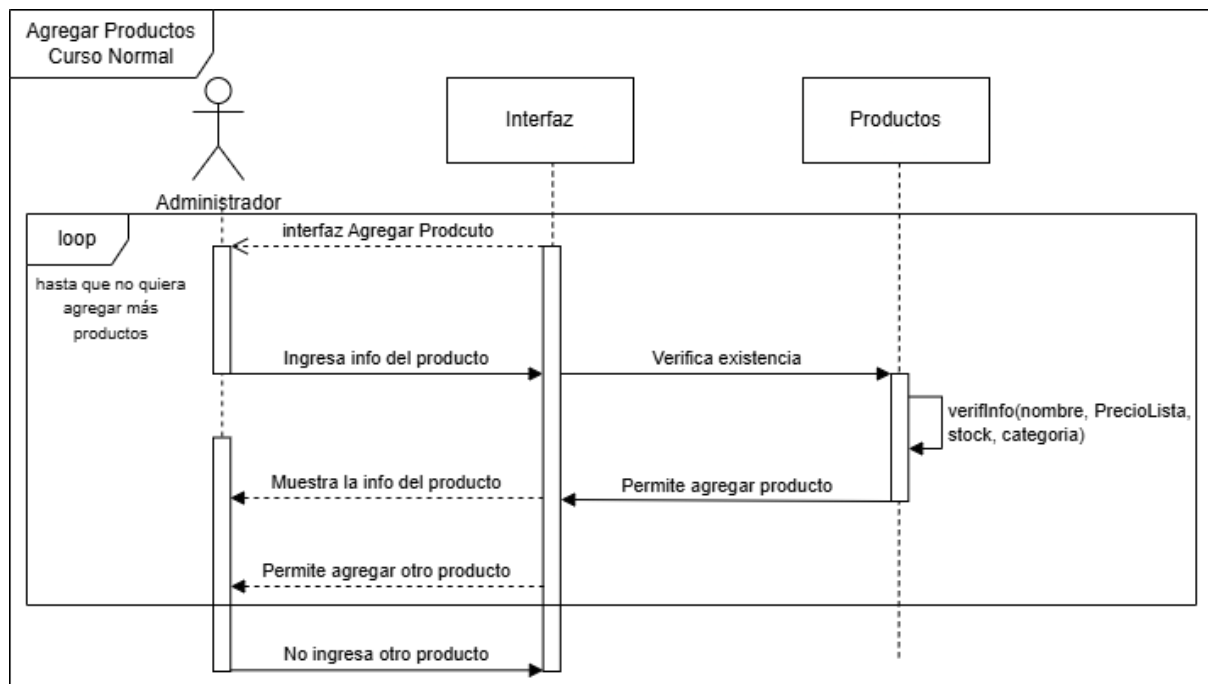 Agregar Productos
Curso Normal
Interfaz
Productos
Administrador
loop
interfaz Agregar Prodcuto
hasta que no quiera
agregar más
productos
Ingresa info del producto
Verifica existencia
verifInfo(nombre, PrecioLista,
stock, categoria)
Muestra la info del producto
Permite agregar producto
Permite agregar otro producto
No ingresa otro producto